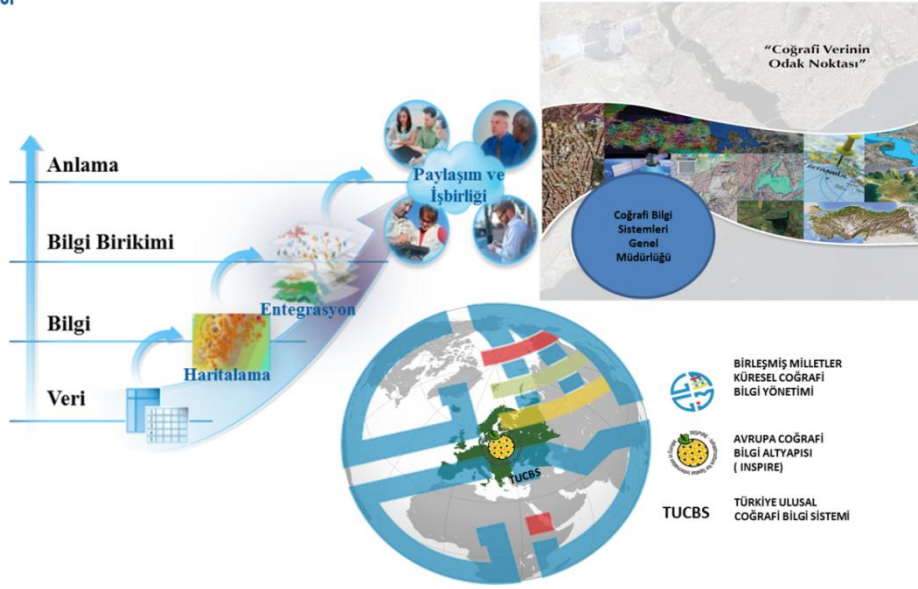 Anlama
Bilgi Birikimi
Bilgi
Veri
Haritalama
Entegrasyon
Paylaşım ve
İşbirliği
“Coğrafi Verinin
Odak Noktası”
Coğrafi Bilgi
Sistemleri
Genel
Müdürlüğü
TUCBS
BİRLEŞMİŞ MİLLETLER
KÜRESEL COĞRAFİ
BİLGİ YÖNETİMİ
AVRUPA COĞRAFİ
BİLGİ ALTYAPISI
( INSPIRE)
TUCBS
TÜRKİYE ULUSAL
COĞRAFİ BİLGİ SİSTEMİ